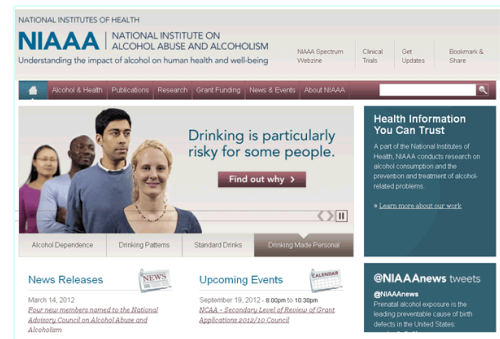 NATIONAL INSTITUTES OF HEALTH
NIAAA
NATIONAL INSTITUTE ON
ALCOHOL ABUSE AND ALCOHOLISM
Understanding the impact of alcohol on human health and well-being
NIAAA Spectrum
Webzine
Clinical
Trials
Get
Updates
Bookmark &
Share
Alcohol & Health
Publications
Research
Grant Funding
News & Events
About NIAAA
Drinking is particularly
risky for some people.
Find out why >
Alcohol Dependence
Drinking Patterns
Standard Drinks
Drinking Made Personal
Health Information
You Can Trust
A part of the National Institutes of
Health, NIAAA conducts research on
alcohol consumption and the
prevention and treatment of alcohol-
related problems.
» Learn more about our work
News Releases
NEWS
March 14, 2012
Four new members named to the National
Advisory Council on Alcohol Abuse and
Alcoholism
Upcoming Events
CALENDAR
September 19, 2012 - 8:00pm to 10:30pm
NCAA – Secondary Level of Review of Grant
Applications 2012/10 Council
@NIAAAnews tweets
@NIAAAnews
Prenatal alcohol exposure is the
leading preventable cause of birth
defects in the United States: